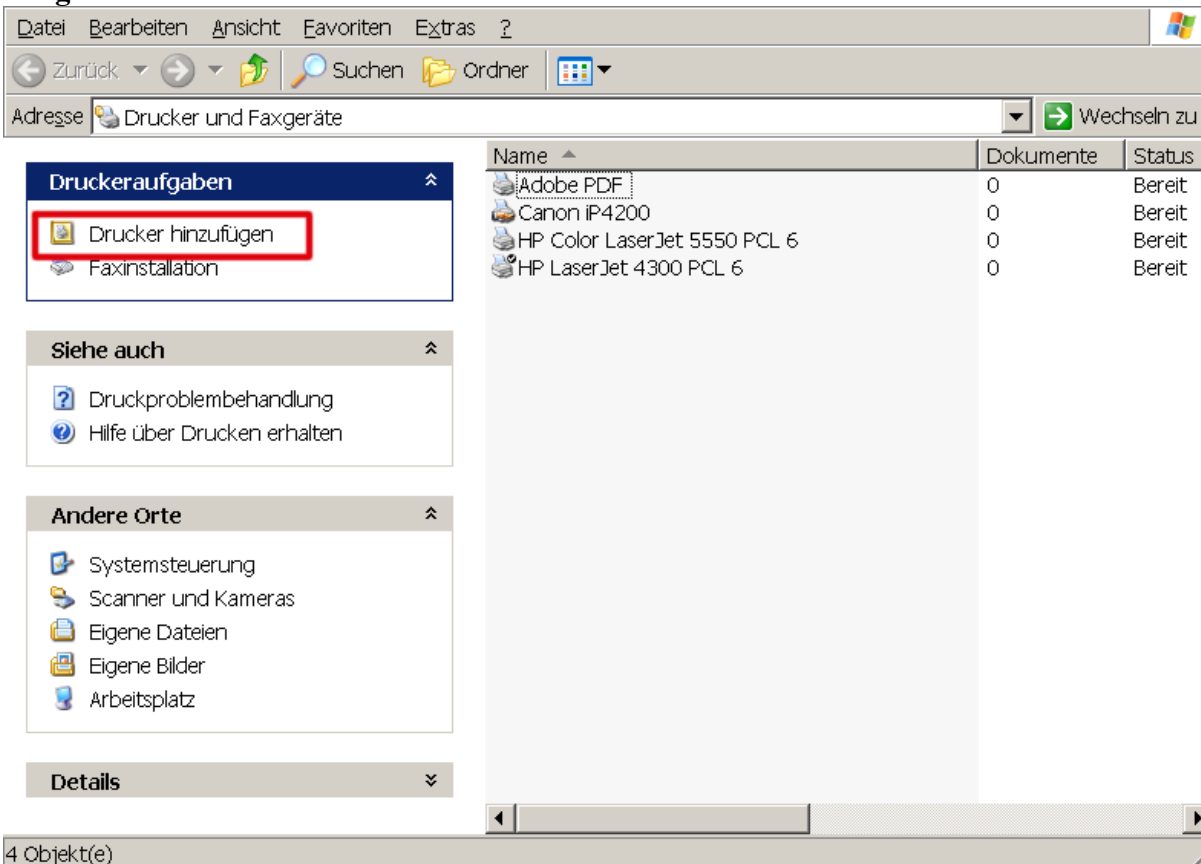 Datei Bearbeiten Ansicht Favoriten Extras ?
Zurück Suchen Ordner
Adresse Drucker und Faxgeräte Wechseln zu
Druckeraufgaben
Drucker hinzufügen
Faxinstallation
Siehe auch
Druckproblembehandlung
Hilfe über Drucken erhalten
Andere Orte
Systemsteuerung
Scanner und Kameras
Eigene Dateien
Eigene Bilder
Arbeitsplatz
Details
Name Dokumente Status
Adobe PDF 0 Bereit
Canon iP4200 0 Bereit
HP Color LaserJet 5550 PCL 6 0 Bereit
HP LaserJet 4300 PCL 6 0 Bereit
4 Objekt(e)